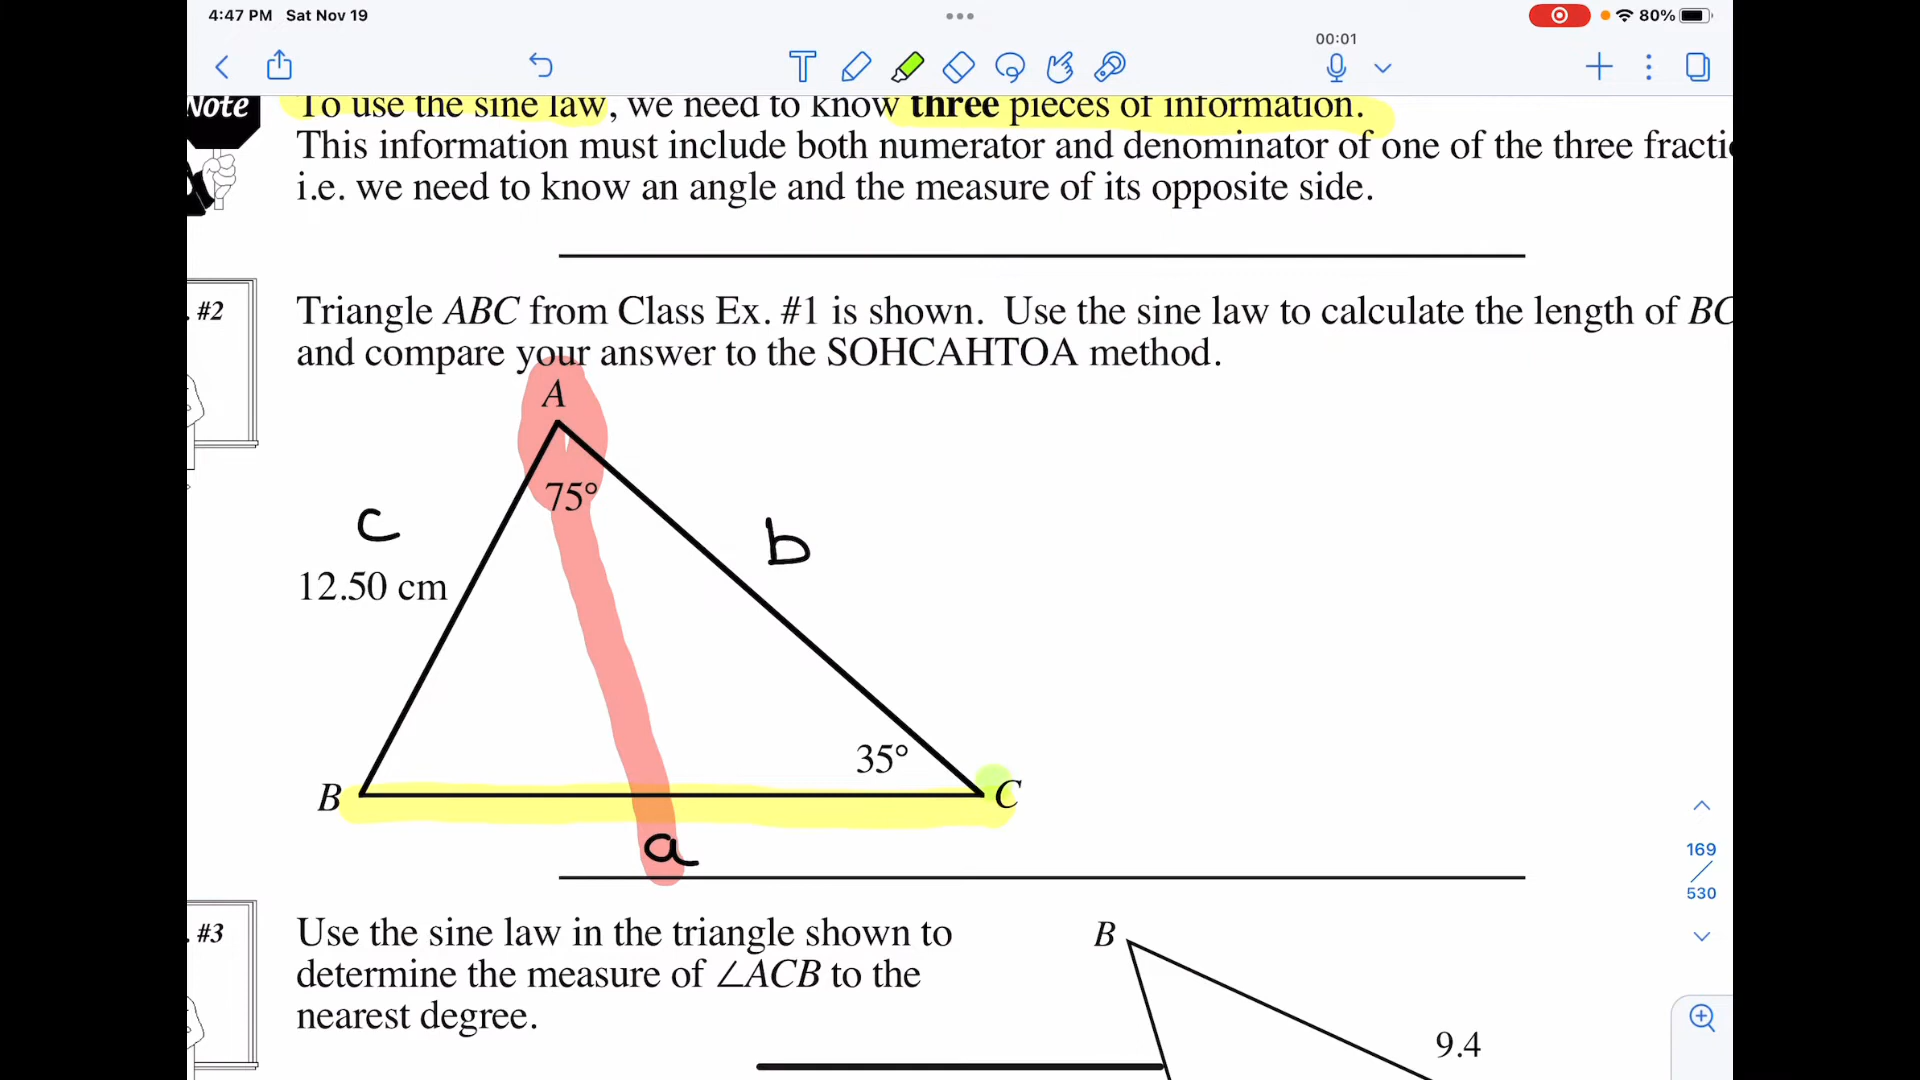 4:47 PM Sat Nov 19
80%
00:01
Note
To use the sine law, we need to know three pieces of information.
This information must include both numerator and denominator of one of the three fracti
i.e. we need to know an angle and the measure of its opposite side.
. #2
Triangle ABC from Class Ex. #1 is shown. Use the sine law to calculate the length of BC
and compare your answer to the SOHCAHTOA method.
A
75°
c
b
12.50 cm
35°
B
C
a
169
530
. #3
Use the sine law in the triangle shown to
determine the measure of ∠ACB to the
nearest degree.
B
9.4